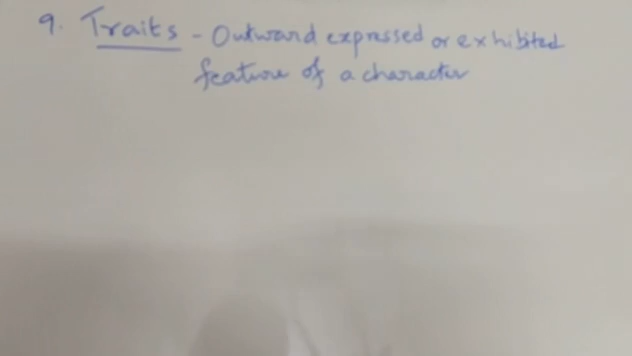 9. Traits - Outward expressed or exhibited
feature of a character